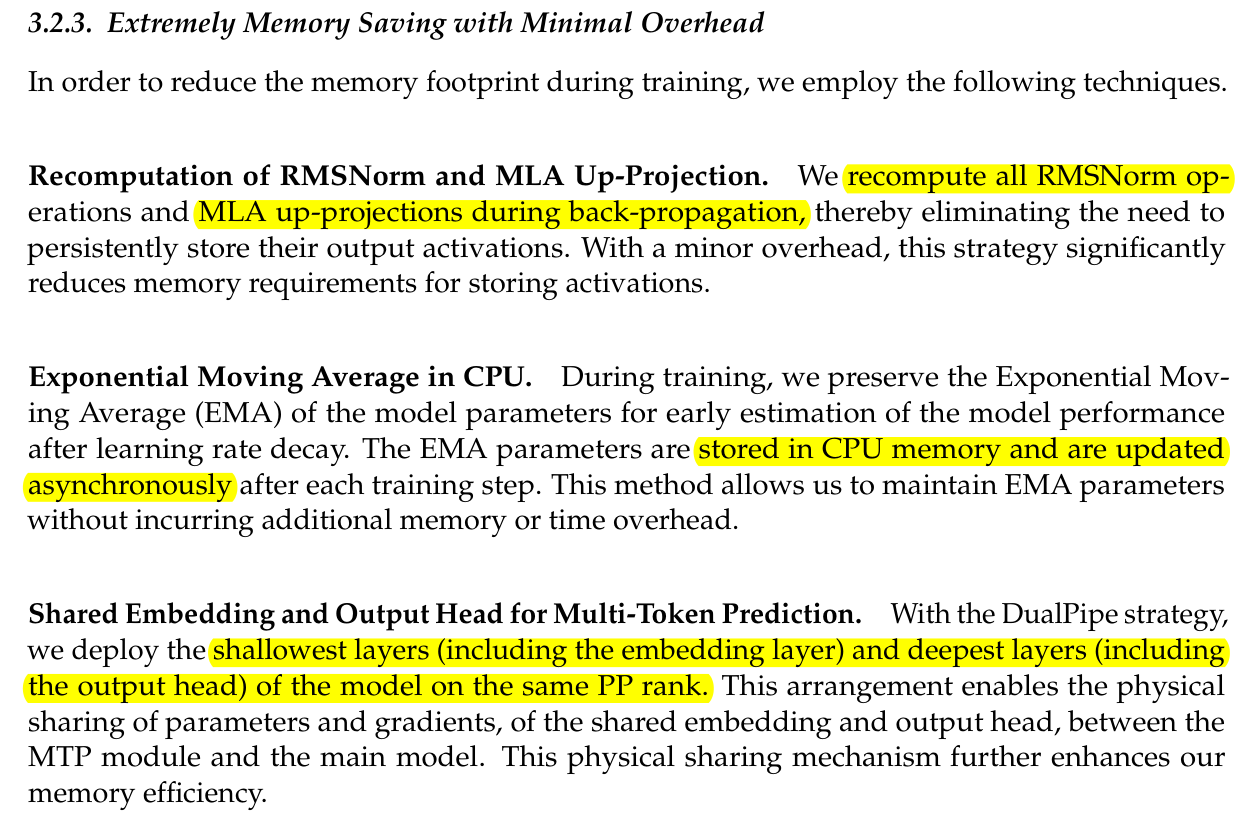 3.2.3. Extremely Memory Saving with Minimal Overhead
In order to reduce the memory footprint during training, we employ the following techniques.
Recomputation of RMSNorm and MLA Up-Projection. We recompute all RMSNorm op-
erations and MLA up-projections during back-propagation, thereby eliminating the need to
persistently store their output activations. With a minor overhead, this strategy significantly
reduces memory requirements for storing activations.
Exponential Moving Average in CPU. During training, we preserve the Exponential Mov-
ing Average (EMA) of the model parameters for early estimation of the model performance
after learning rate decay. The EMA parameters are stored in CPU memory and are updated
asynchronously after each training step. This method allows us to maintain EMA parameters
without incurring additional memory or time overhead.
Shared Embedding and Output Head for Multi-Token Prediction. With the DualPipe strategy,
we deploy the shallowest layers (including the embedding layer) and deepest layers (including
the output head) of the model on the same PP rank. This arrangement enables the physical
sharing of parameters and gradients, of the shared embedding and output head, between the
MTP module and the main model. This physical sharing mechanism further enhances our
memory efficiency.